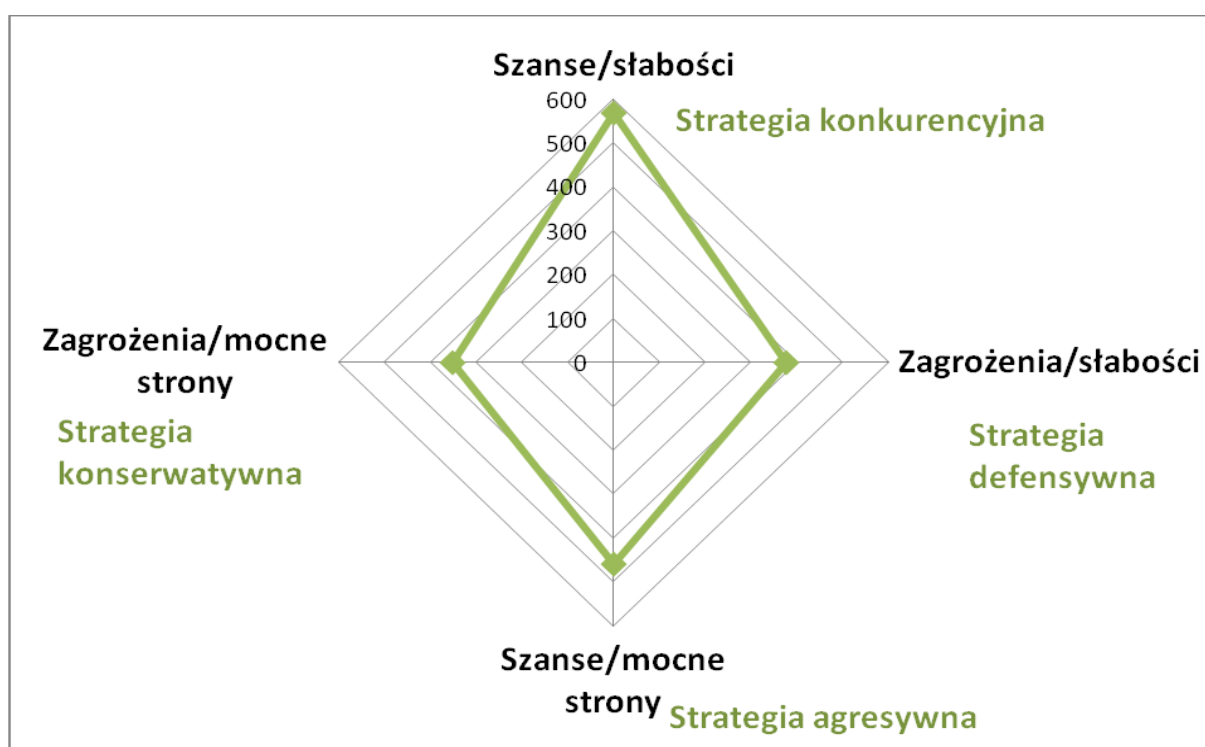 Szanse/słabości
600
Strategia konkurencyjna
500
400
300
200
100
0
Zagrożenia/mocne
strony
Strategia
konserwatywna
Zagrożenia/słabości
Strategia
defensywna
Szanse/mocne
strony
Strategia agresywna